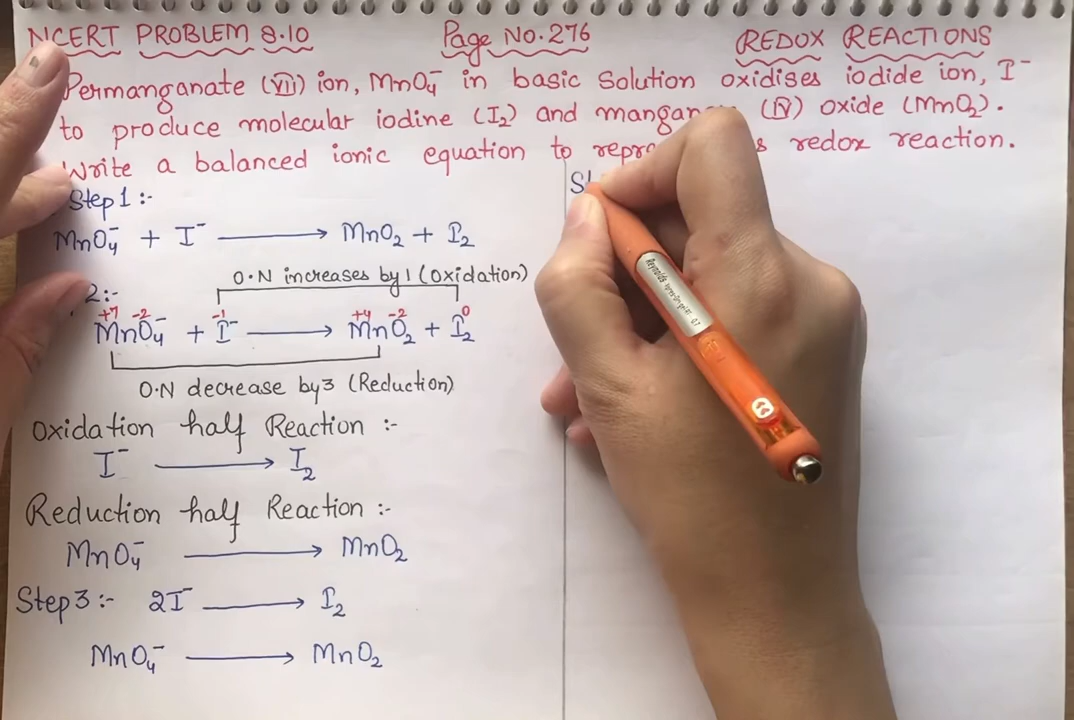 NCERT PROBLEM 8.10 Page No.276 REDOX REACTIONS
Permanganate (VII) ion, MnO₄⁻ in basic solution oxidises iodide ion, I⁻
to produce molecular iodine (I₂) and (IV) oxide (MnO₂).
Write a balanced ionic equation to redox reaction.
Step 1:-
MnO₄⁻ + I⁻ ⟶ MnO₂ + I₂
O.N increases by 1 (Oxidation)
2:-
+7 -2 -1 +4 -2 0
MnO₄⁻ + I⁻ ⟶ MnO₂ + I₂
O.N decrease by 3 (Reduction)
Oxidation half Reaction :-
I⁻ ⟶ I₂
Reduction half Reaction :-
MnO₄⁻ ⟶ MnO₂
Step 3:- 2I⁻ ⟶ I₂
MnO₄⁻ ⟶ MnO₂
Reynolds